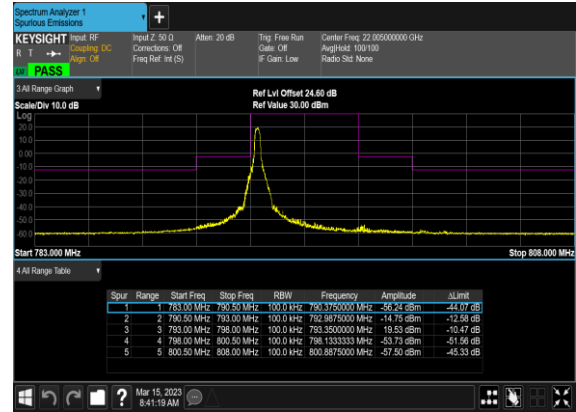 Spectrum Analyzer 1
Spurious Emissions
KEYSIGHT Input: RF Input Z: 50 Ω Atten: 20 dB Trig: Free Run Center Freq: 22.005000000 GHz
R T Coupling: DC Corrections: Off Gate: Off Avg|Hold: 100/100
Align: Off Freq Ref: Int (S) IF Gain: Low Radio Std: None
PASS
3 All Range Graph
Ref Lvl Offset 24.60 dB
Scale/Div 10.0 dB Ref Value 30.00 dBm
Log
20.0
10.0
0.00
-10.0
-20.0
-30.0
-40.0
-50.0
-60.0
Start 783.000 MHz Stop 808.000 MHz
4 All Range Table
Spur Range Start Freq Stop Freq RBW Frequency Amplitude ΔLimit
1 1 783.00 MHz 790.50 MHz 100.0 kHz 790.3750000 MHz -56.24 dBm -44.07 dB
2 2 790.50 MHz 793.00 MHz 100.0 kHz 792.9875000 MHz -14.75 dBm -12.58 dB
3 3 793.00 MHz 798.00 MHz 100.0 kHz 793.3500000 MHz 19.53 dBm -10.47 dB
4 4 798.00 MHz 800.50 MHz 100.0 kHz 798.1333333 MHz -53.73 dBm -51.56 dB
5 5 800.50 MHz 808.00 MHz 100.0 kHz 800.8875000 MHz -57.50 dBm -45.33 dB
? Mar 15, 2023
8:41:19 AM